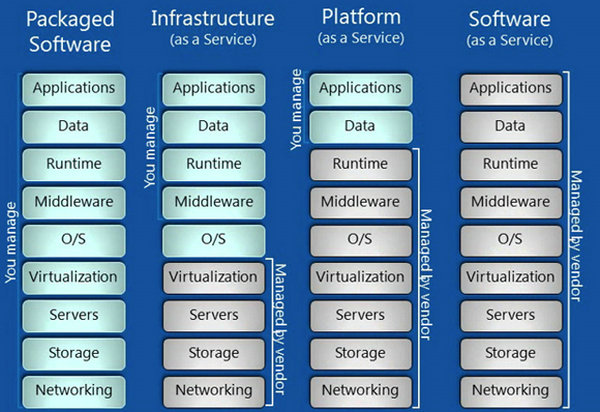 Packaged
Software
You manage
Applications
Data
Runtime
Middleware
O/S
Virtualization
Servers
Storage
Networking
Infrastructure
(as a Service)
You manage
Applications
Data
Runtime
Middleware
O/S
Virtualization
Servers
Storage
Networking
Managed by vendor
Platform
(as a Service)
You manage
Applications
Data
Runtime
Middleware
O/S
Virtualization
Servers
Storage
Networking
Managed by vendor
Software
(as a Service)
Applications
Data
Runtime
Middleware
O/S
Virtualization
Servers
Storage
Networking
Managed by vendor